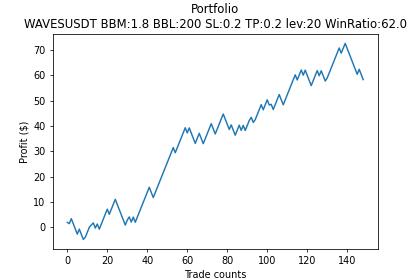 Portfolio
WAVESUSDT BBM:1.8 BBL:200 SL:0.2 TP:0.2 lev:20 WinRatio:62.0
Profit ($)
70
60
50
40
30
20
10
0
0 20 40 60 80 100 120 140
Trade counts